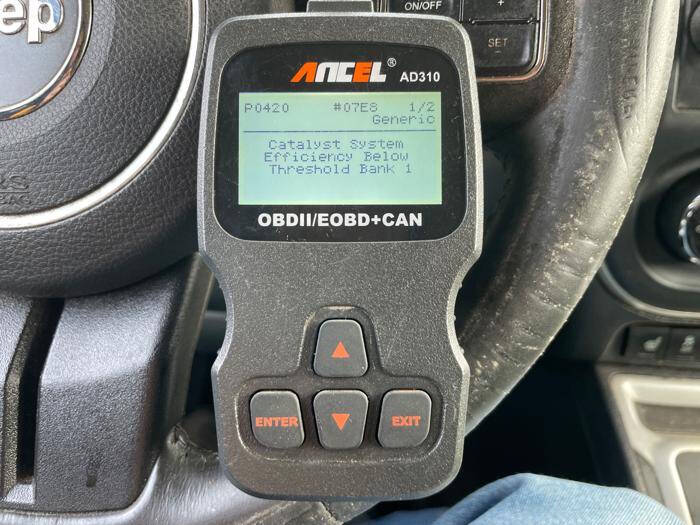 ep
ON/OFF
+
SET
ANCEL®
AD310
P0420 #07E8 1/2
Generic
Catalyst System
Efficiency Below
Threshold Bank 1
OBDII/EOBD+CAN
ENTER
EXIT